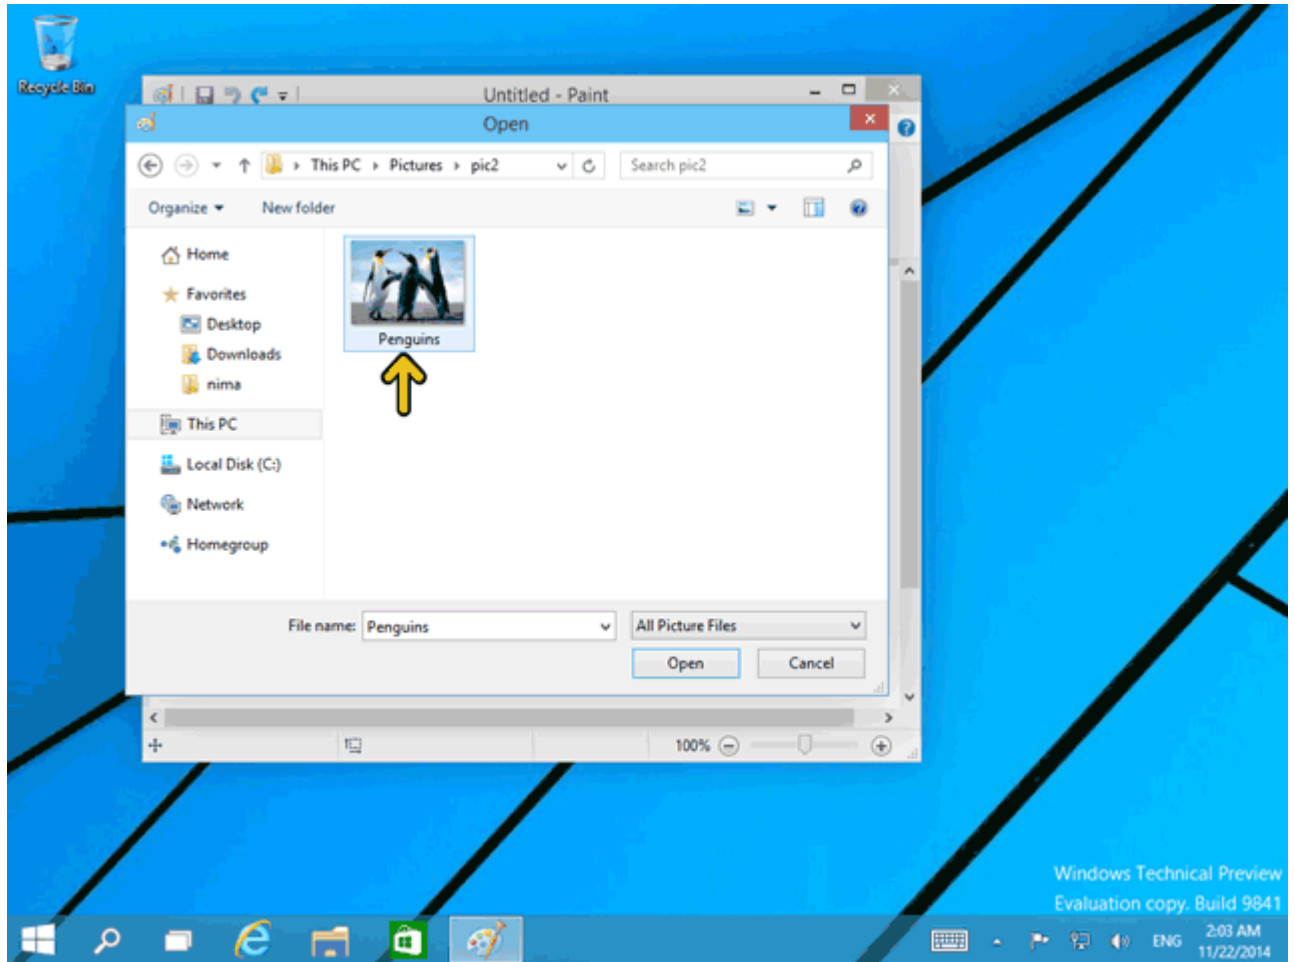 Recycle Bin
Untitled - Paint
Open
This PC Pictures pic2
Search pic2
Organize New folder
Home
Favorites
Desktop
Downloads
nima
This PC
Local Disk (C:)
Network
Homegroup
Penguins
File name: Penguins
All Picture Files
Open Cancel
100%
Windows Technical Preview
Evaluation copy. Build 9841
ENG
2:03 AM
11/22/2014